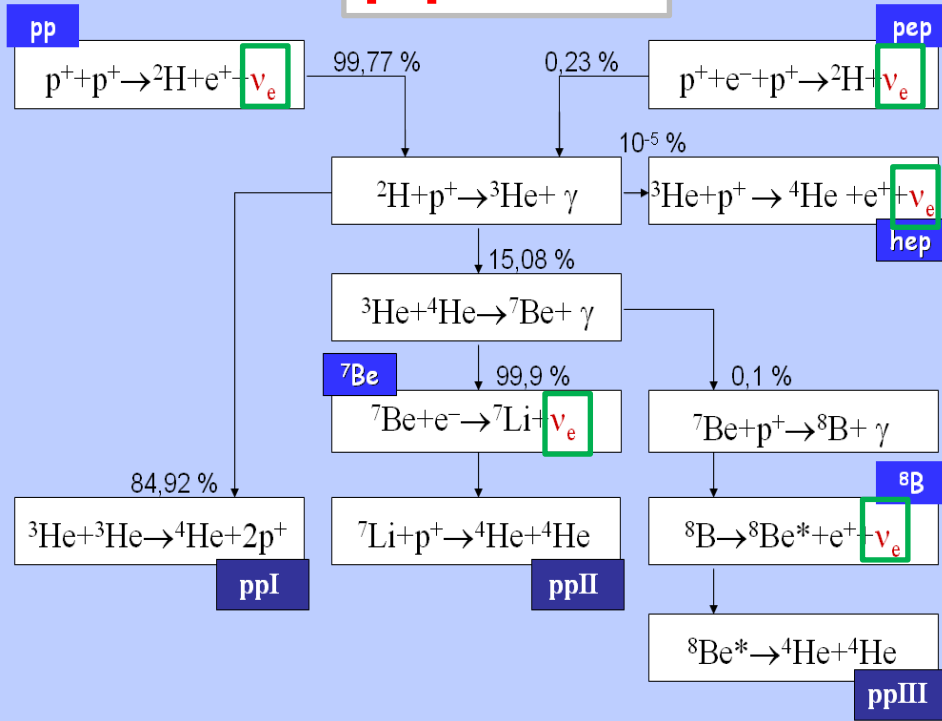 pp
pep
p⁺+p⁺→²H+e⁺+νₑ
99,77 %
0,23 %
p⁺+e⁻+p⁺→²H+νₑ
10⁻⁵ %
²H+p⁺→³He+ γ
³He+p⁺ → ⁴He +e⁺+νₑ
hep
15,08 %
³He+⁴He→⁷Be+ γ
⁷Be
99,9 %
0,1 %
⁷Be+e⁻→⁷Li+νₑ
⁷Be+p⁺→⁸B+ γ
84,92 %
⁸B
³He+³He→⁴He+2p⁺
⁷Li+p⁺→⁴He+⁴He
⁸B→⁸Be*+e⁺+νₑ
ppI
ppII
⁸Be*→⁴He+⁴He
ppIII